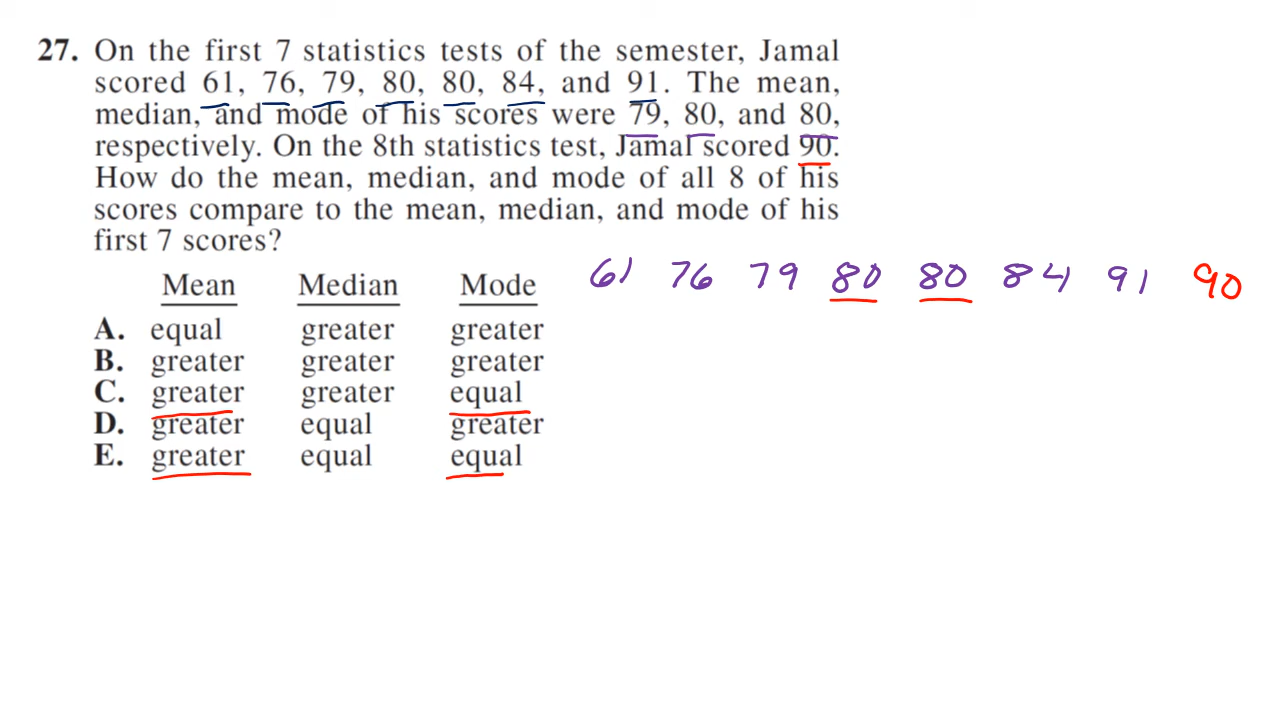 27. On the first 7 statistics tests of the semester, Jamal
scored 61, 76, 79, 80, 80, 84, and 91. The mean,
median, and mode of his scores were 79, 80, and 80,
respectively. On the 8th statistics test, Jamal scored 90.
How do the mean, median, and mode of all 8 of his
scores compare to the mean, median, and mode of his
first 7 scores?
61 76 79 80 80 84 91 90
Mean Median Mode
A. equal greater greater
B. greater greater greater
C. greater greater equal
D. greater equal greater
E. greater equal equal